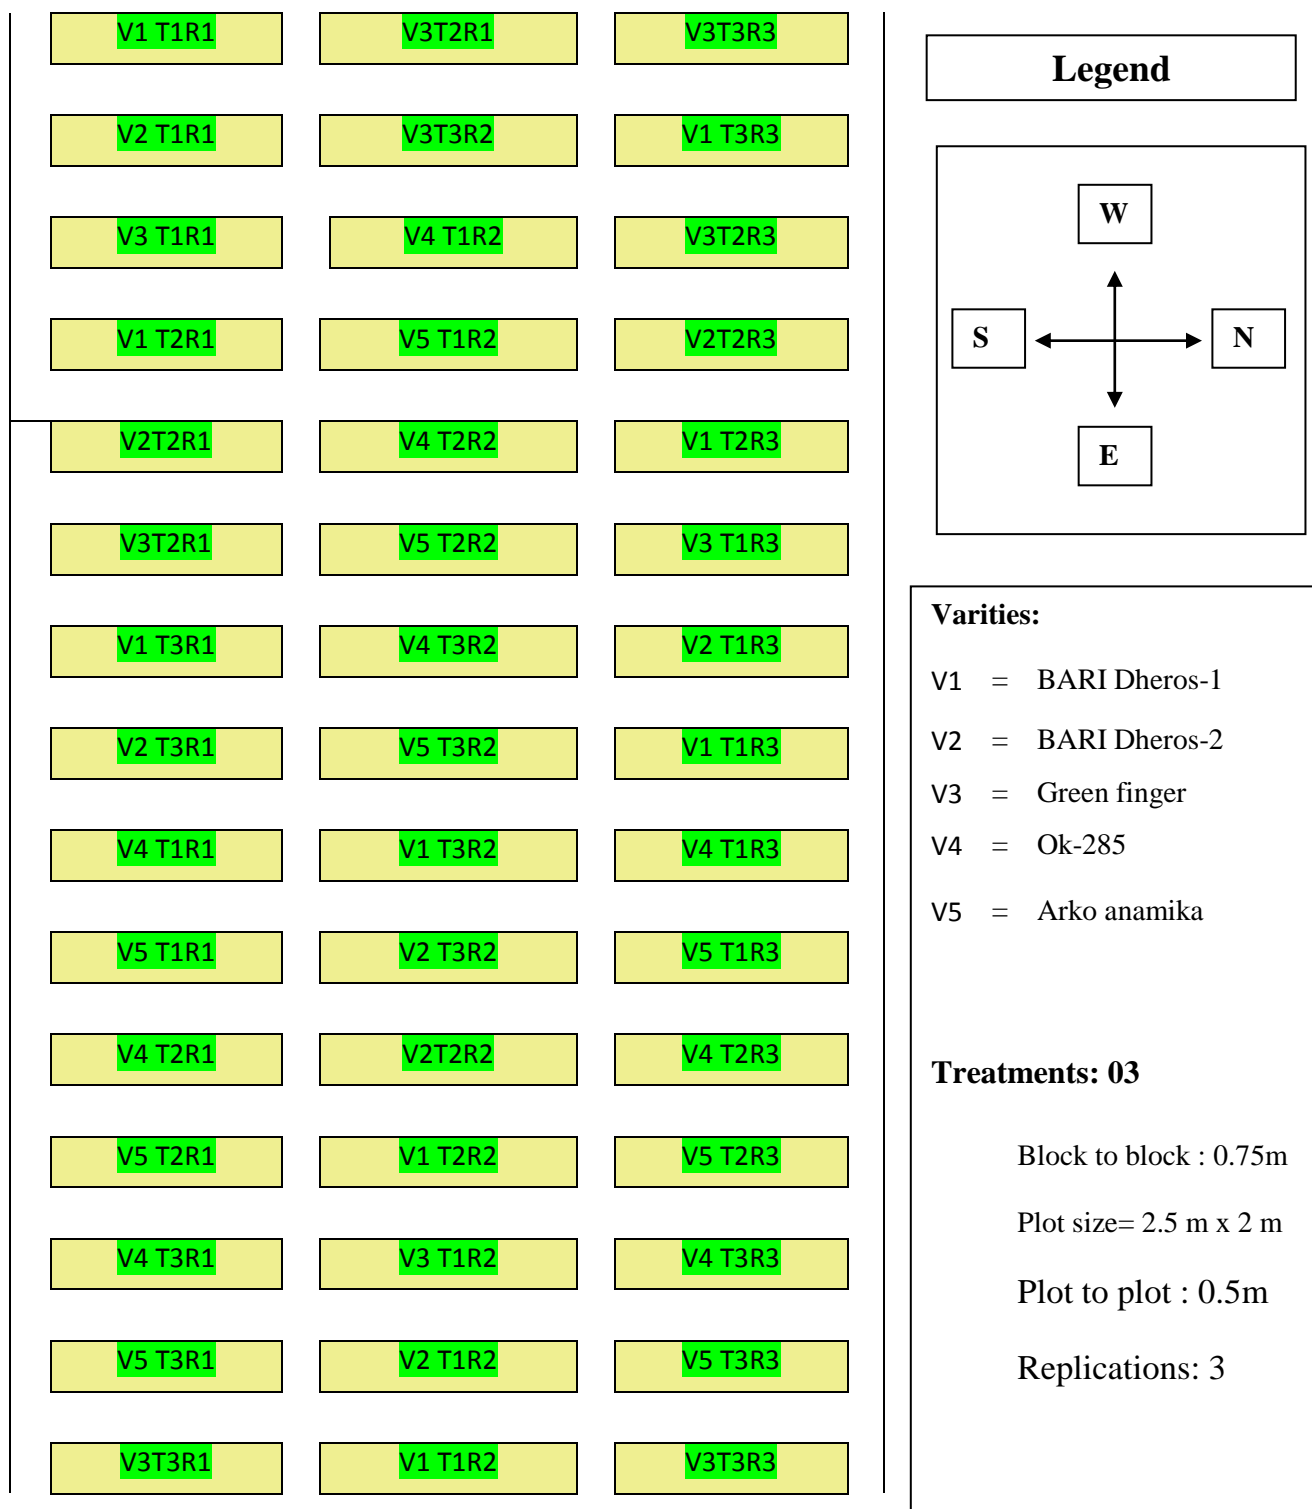 V1 T1R1 V3T2R1 V3T3R3
V2 T1R1 V3T3R2 V1 T3R3
V3 T1R1 V4 T1R2 V3T2R3
V1 T2R1 V5 T1R2 V2T2R3
V2T2R1 V4 T2R2 V1 T2R3
V3T2R1 V5 T2R2 V3 T1R3
V1 T3R1 V4 T3R2 V2 T1R3
V2 T3R1 V5 T3R2 V1 T1R3
V4 T1R1 V1 T3R2 V4 T1R3
V5 T1R1 V2 T3R2 V5 T1R3
V4 T2R1 V2T2R2 V4 T2R3
V5 T2R1 V1 T2R2 V5 T2R3
V4 T3R1 V3 T1R2 V4 T3R3
V5 T3R1 V2 T1R2 V5 T3R3
V3T3R1 V1 T1R2 V3T3R3
Legend
W
S N
E
Varities:
V1 = BARI Dheros-1
V2 = BARI Dheros-2
V3 = Green finger
V4 = Ok-285
V5 = Arko anamika
Treatments: 03
Block to block : 0.75m
Plot size= 2.5 m x 2 m
Plot to plot : 0.5m
Replications: 3